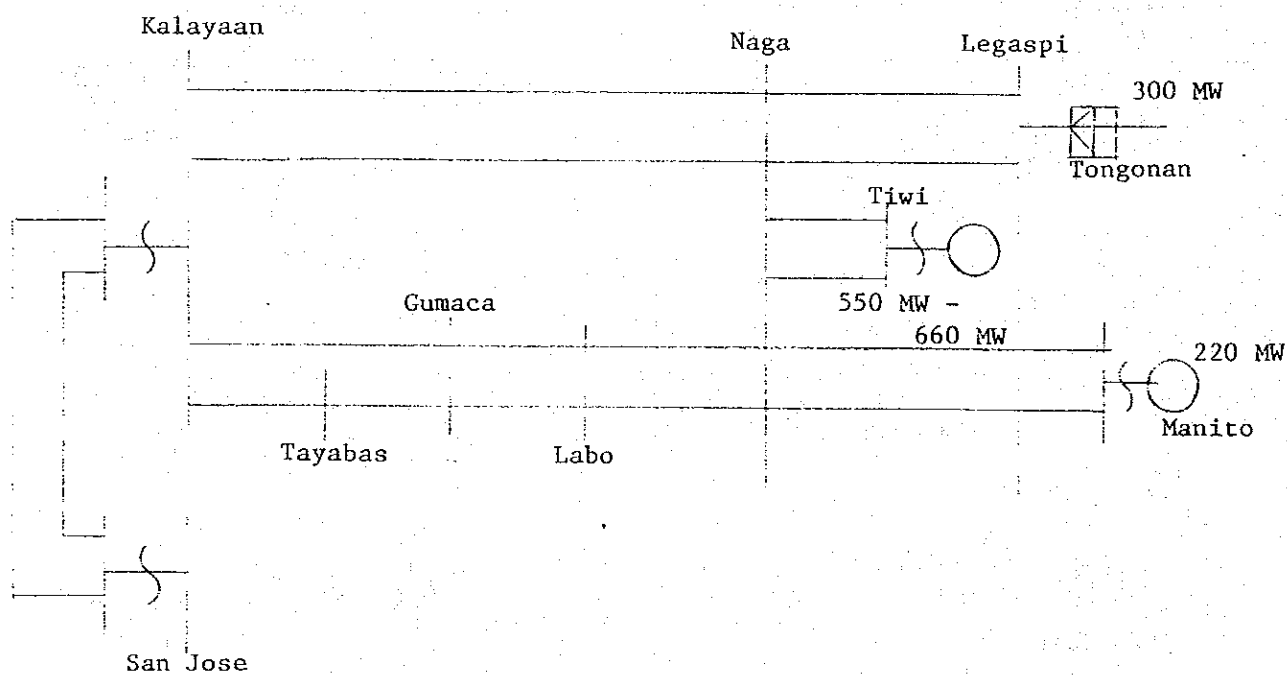 Kalayaan
Naga
Legaspi
300 MW
Tongonan
Tiwi
Gumaca
550 MW -
660 MW
220 MW
Manito
Tayabas
Labo
San Jose